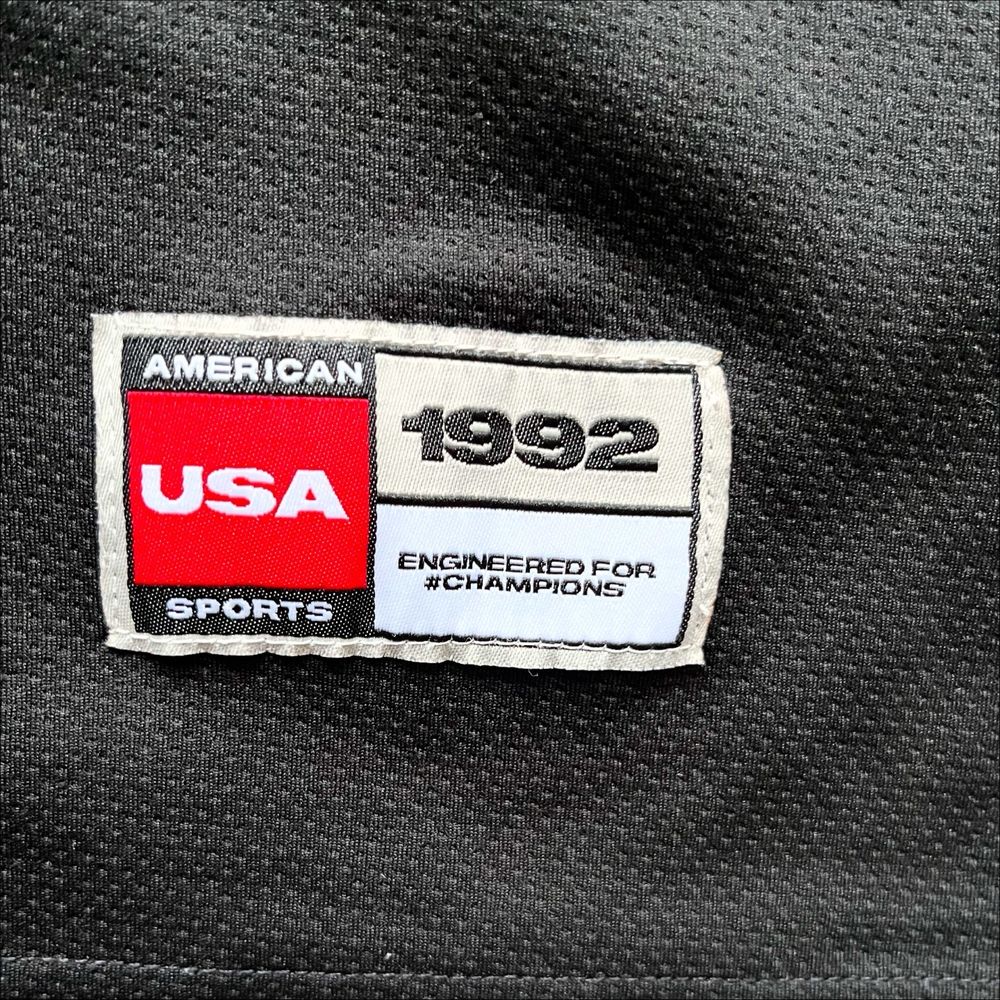 AMERICAN
USA
SPORTS
1992
ENGINEERED FOR
#CHAMPIONS